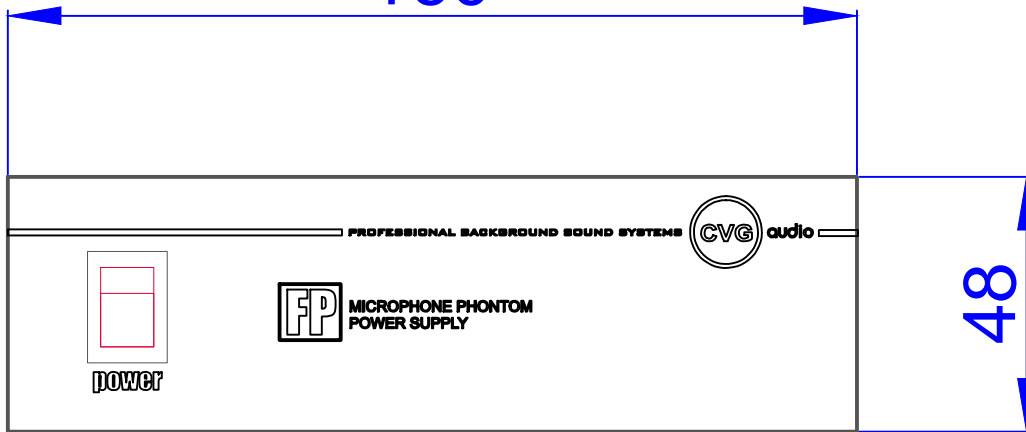 PROFESSIONAL BACKGROUND SOUND SYSTEMS CVG audio
FP MICROPHONE PHONTOM
POWER SUPPLY
power
48